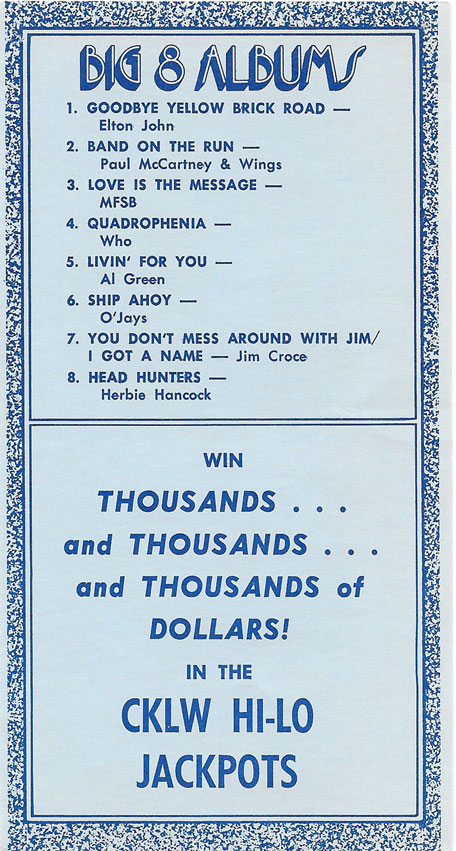 BIG 8 ALBUMS
1. GOODBYE YELLOW BRICK ROAD —
Elton John
2. BAND ON THE RUN —
Paul McCartney & Wings
3. LOVE IS THE MESSAGE —
MFSB
4. QUADROPHENIA —
Who
5. LIVIN' FOR YOU —
Al Green
6. SHIP AHOY —
O'Jays
7. YOU DON'T MESS AROUND WITH JIM/
I GOT A NAME — Jim Croce
8. HEAD HUNTERS —
Herbie Hancock
WIN
THOUSANDS . . .
and THOUSANDS . . .
and THOUSANDS of
DOLLARS!
IN THE
CKLW HI-LO
JACKPOTS